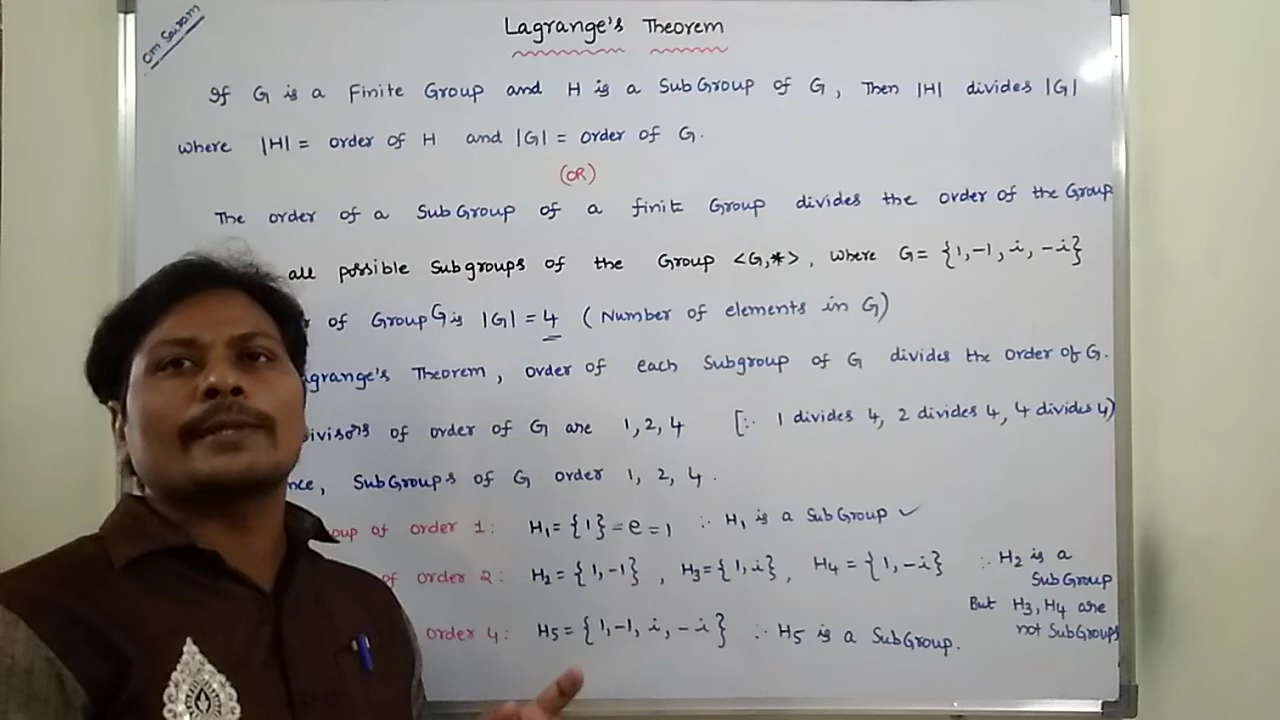 Om Sairam
Lagrange's Theorem
If G is a Finite Group and H is a SubGroup of G, Then |H| divides |G|
where |H| = order of H and |G| = order of G.
(OR)
The order of a SubGroup of a finite Group divides the order of the Group
all possible Subgroups of the Group <G,*>, where G= {1,-1, i, -i}
of Group G is |G| = 4 (Number of elements in G)
agrange's Theorem, order of each Subgroup of G divides the order of G.
ivisors of order of G are 1,2,4 [∵ 1 divides 4, 2 divides 4, 4 divides 4)
nce, SubGroups of G order 1, 2, 4.
oup of order 1: H₁= {1} = e = 1 ∴ H₁ is a SubGroup ✓
of order 2: H₂ = {1,-1}, H₃={1,i}, H₄ = {1,-i} ∴ H₂ is a
SubGroup
But H₃, H₄ are
not SubGroups
order 4: H₅ = {1,-1, i, -i} ∴ H₅ is a SubGroup.